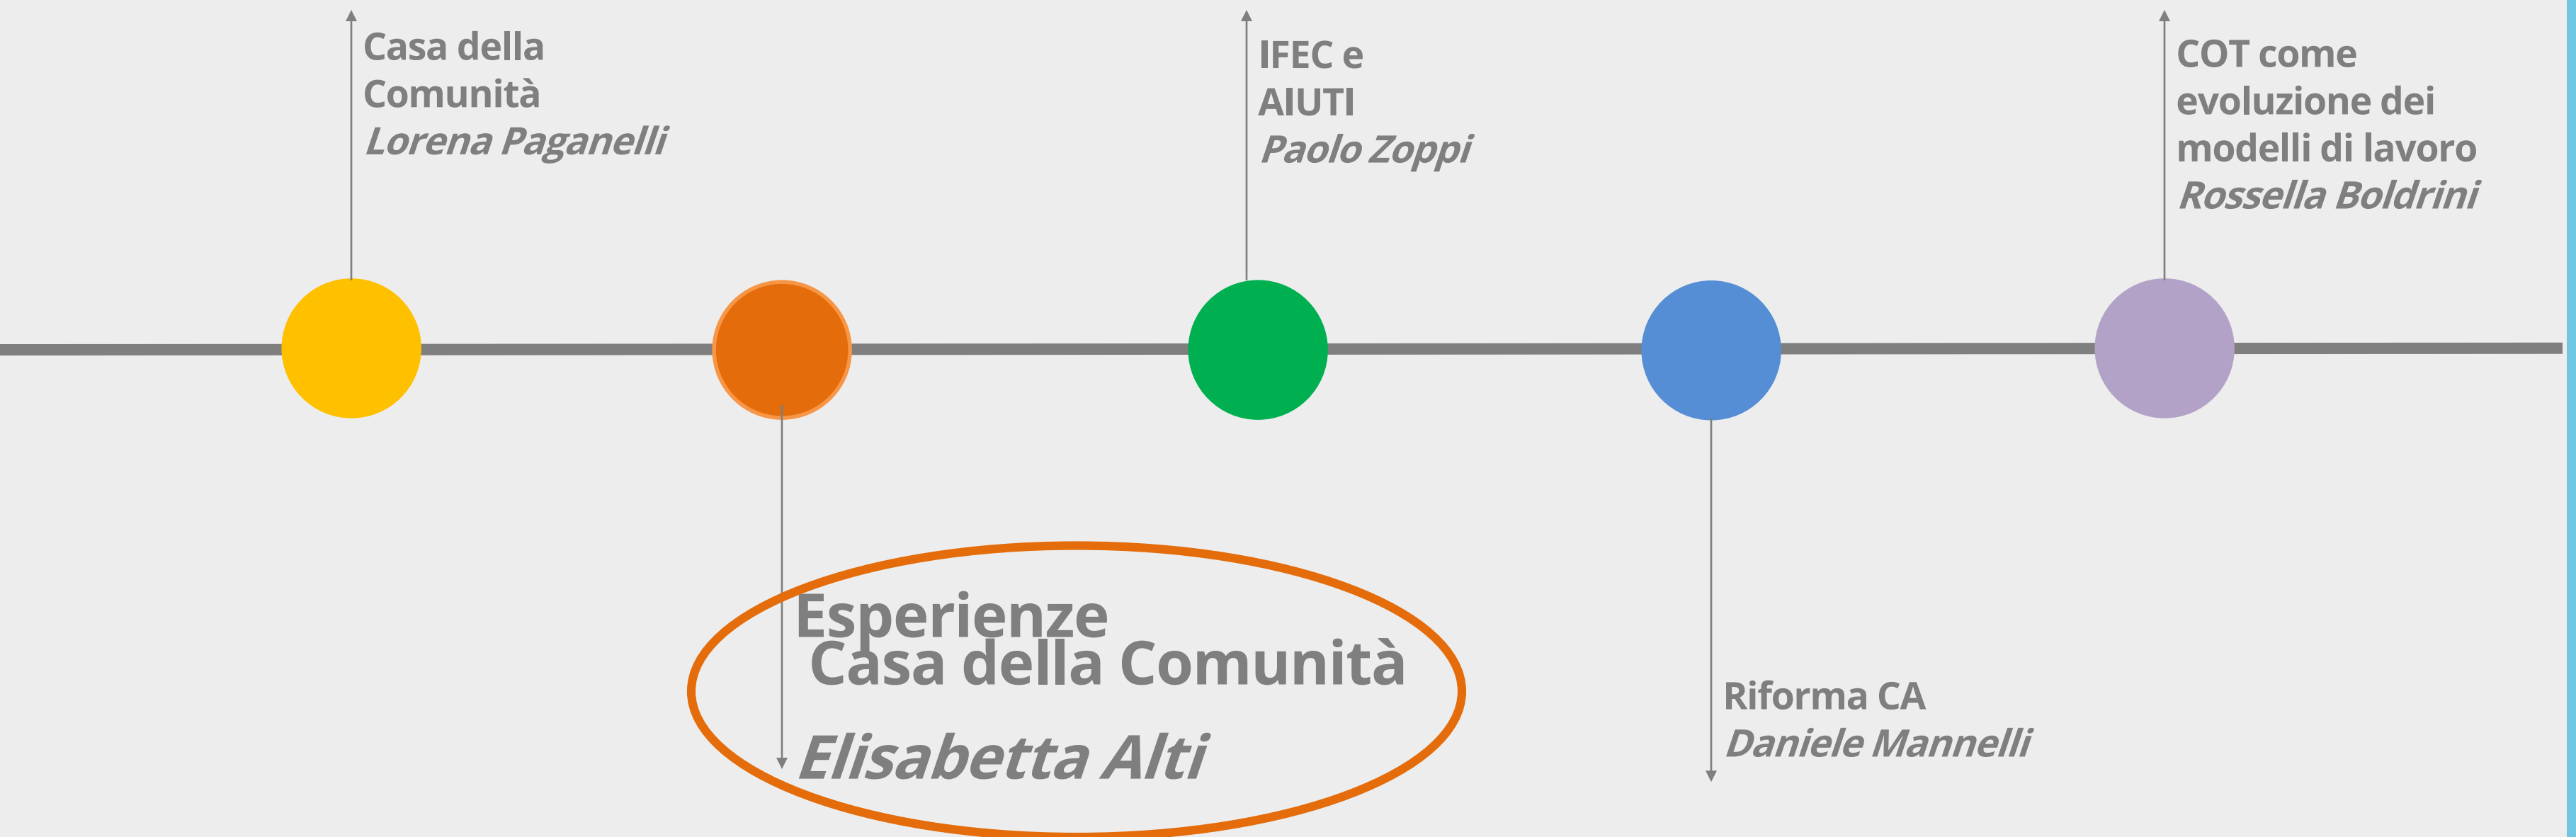 Casa della
Comunità
Lorena Paganelli
Esperienze
Casa della Comunità
Elisabetta Alti
IFEC e
AIUTI
Paolo Zoppi
Riforma CA
Daniele Mannelli
COT come
evoluzione dei
modelli di lavoro
Rossella Boldrini